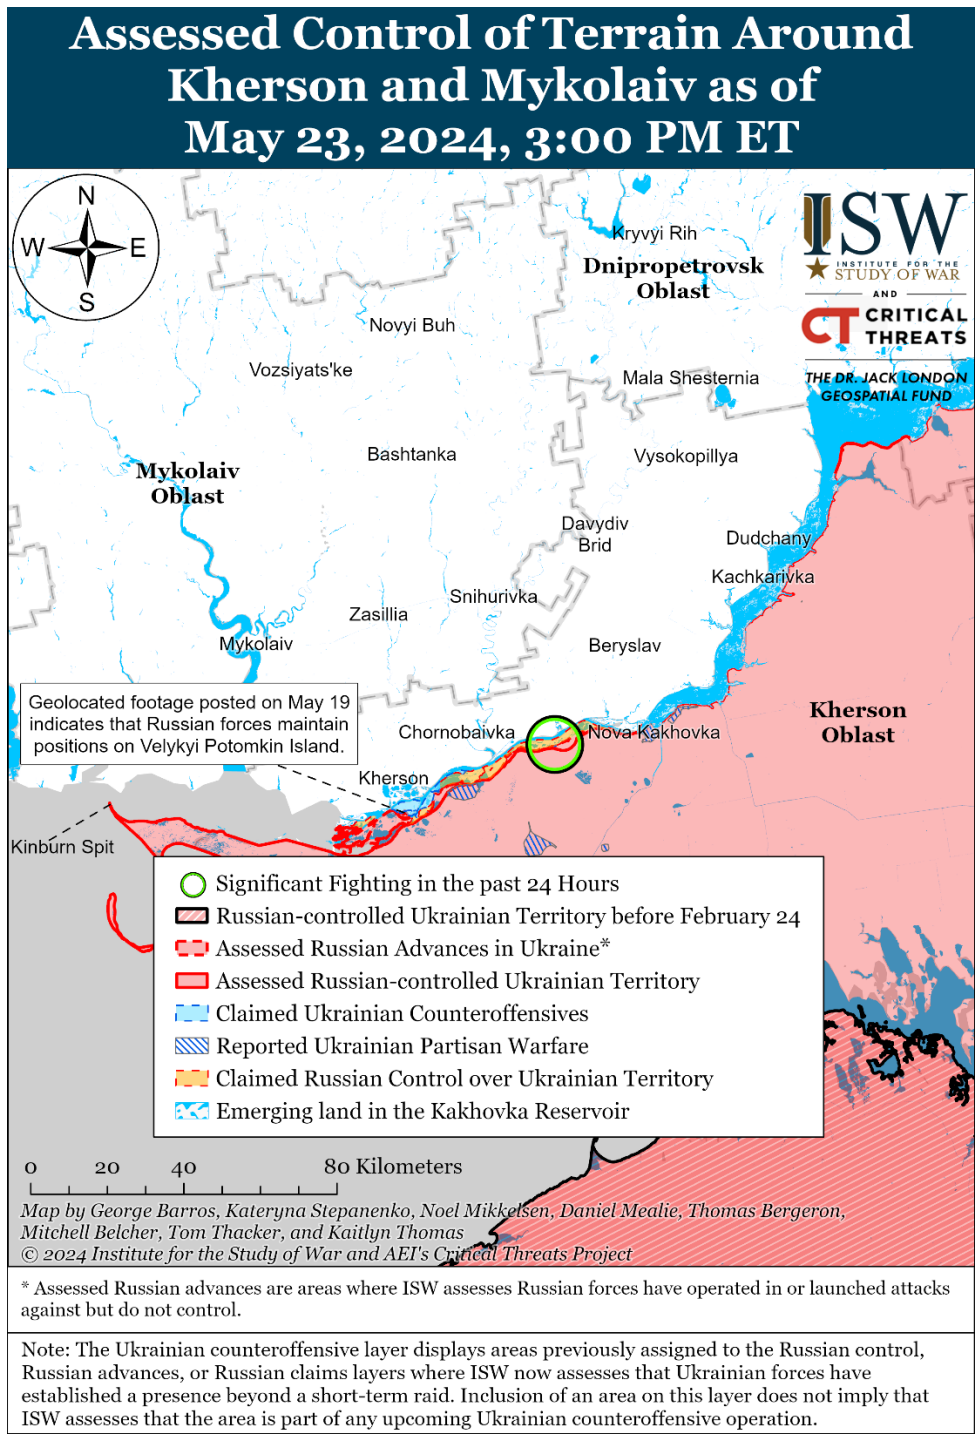 Assessed Control of Terrain Around
Kherson and Mykolaiv as of
May 23, 2024, 3:00 PM ET
N
W
E
S
ISW
INSTITUTE FOR THE
STUDY OF WAR
AND
CT CRITICAL
THREATS
THE DR. JACK LONDON
GEOSPATIAL FUND
Kryvyi Rih
Dnipropetrovsk
Oblast
Novyi Buh
Vozsiyats'ke
Mala Shesternia
Bashtanka
Vysokopillya
Mykolaiv
Oblast
Davydiv
Brid
Dudchany
Kachkarivka
Snihurivka
Zasillia
Mykolaiv
Beryslav
Geolocated footage posted on May 19
indicates that Russian forces maintain
positions on Velykyi Potomkin Island.
Kherson
Oblast
Chornobaivka
Nova Kakhovka
Kherson
Kinburn Spit
Significant Fighting in the past 24 Hours
Russian-controlled Ukrainian Territory before February 24
Assessed Russian Advances in Ukraine*
Assessed Russian-controlled Ukrainian Territory
Claimed Ukrainian Counteroffensives
Reported Ukrainian Partisan Warfare
Claimed Russian Control over Ukrainian Territory
Emerging land in the Kakhovka Reservoir
0 20 40 80 Kilometers
Map by George Barros, Kateryna Stepanenko, Noel Mikkelsen, Daniel Mealie, Thomas Bergeron,
Mitchell Belcher, Tom Thacker, and Kaitlyn Thomas
© 2024 Institute for the Study of War and AEI's Critical Threats Project
* Assessed Russian advances are areas where ISW assesses Russian forces have operated in or launched attacks
against but do not control.
Note: The Ukrainian counteroffensive layer displays areas previously assigned to the Russian control,
Russian advances, or Russian claims layers where ISW now assesses that Ukrainian forces have
established a presence beyond a short-term raid. Inclusion of an area on this layer does not imply that
ISW assesses that the area is part of any upcoming Ukrainian counteroffensive operation.